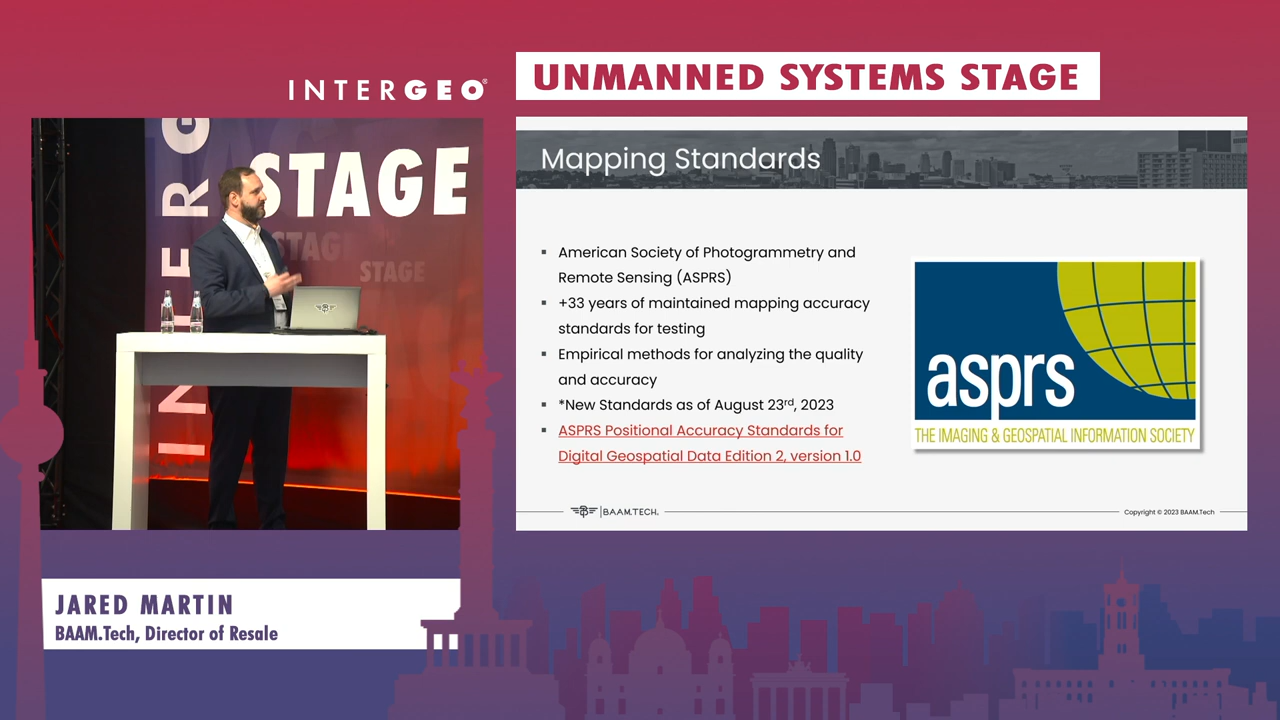 INTERGEO®
UNMANNED SYSTEMS STAGE
INTERG
STAGE
STAG
STAGE
JARED MARTIN
BAAM.Tech, Director of Resale
Mapping Standards
▪ American Society of Photogrammetry and
Remote Sensing (ASPRS)
▪ +33 years of maintained mapping accuracy
standards for testing
▪ Empirical methods for analyzing the quality
and accuracy
▪ *New Standards as of August 23rd, 2023
▪ ASPRS Positional Accuracy Standards for
Digital Geospatial Data Edition 2, version 1.0
asprs
THE IMAGING & GEOSPATIAL INFORMATION SOCIETY
BAAM.TECH.
Copyright © 2023 BAAM.Tech